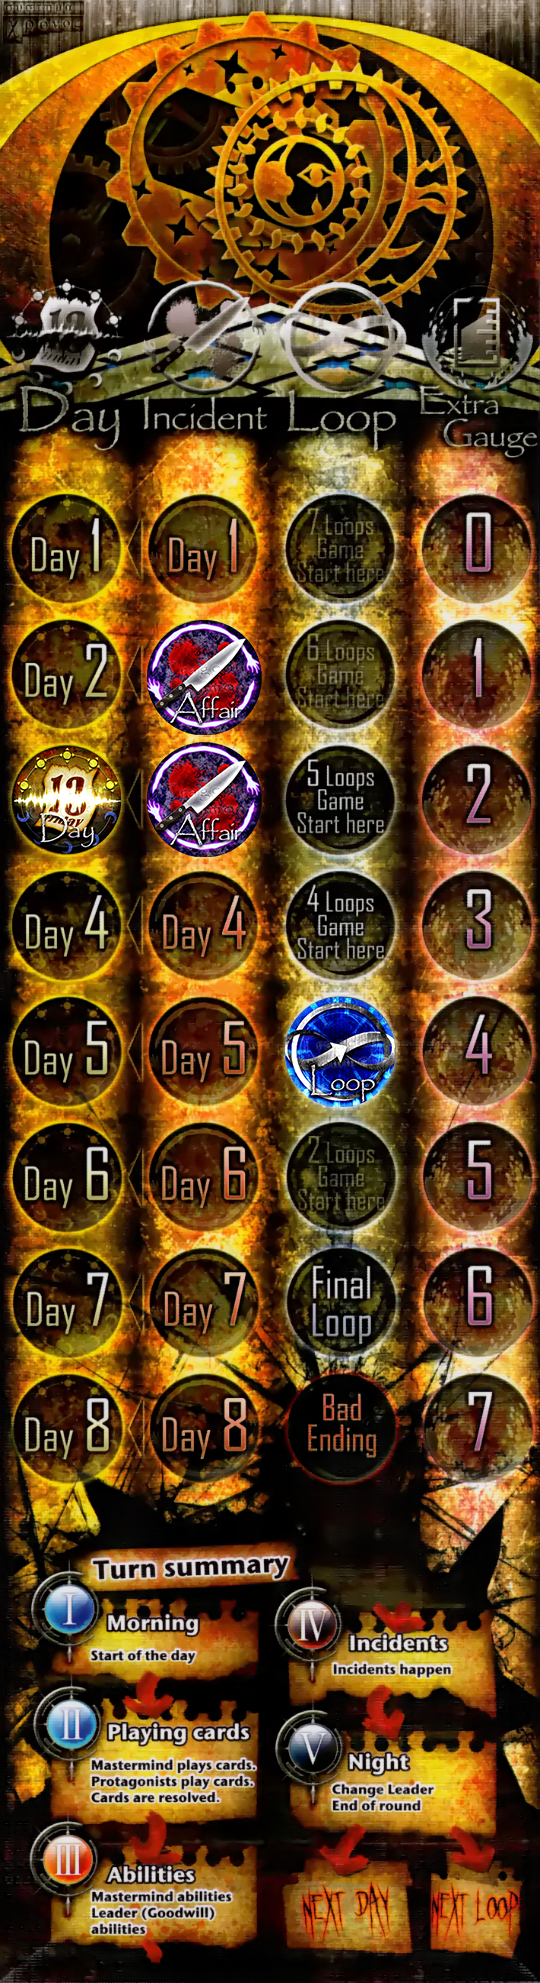 Day
Incident
Loop
Extra
Gauge
Day 1
Day 1
7 Loops
Game
Start here
0
Day 2
Affair
6 Loops
Game
Start here
1
13
Day
Affair
5 Loops
Game
Start here
2
Day 4
Day 4
4 Loops
Game
Start here
3
Day 5
Day 5
Loop
4
Day 6
Day 6
2 Loops
Game
Start here
5
Day 7
Day 7
Final
Loop
6
Day 8
Day 8
Bad
Ending
7
Turn summary
I
Morning
Start of the day
II
Playing cards
Mastermind plays cards.
Protagonists play cards.
Cards are resolved.
III
Abilities
Mastermind abilities
Leader (Goodwill)
abilities
IV
Incidents
Incidents happen
V
Night
Change Leader
End of round
NEXT DAY
NEXT LOOP